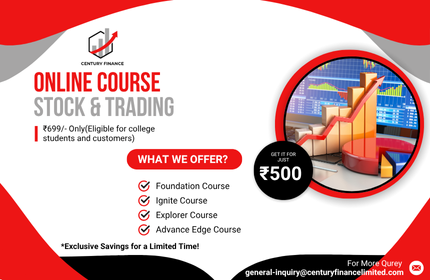 CENTURY FINANCE
ONLINE COURSE
STOCK & TRADING
₹699/- Only(Eligible for college
students and customers)
WHAT WE OFFER?
GET IT FOR
JUST
₹500
Foundation Course
Ignite Course
Explorer Course
Advance Edge Course
*Exclusive Savings for a Limited Time!
For More Qurey
general-inquiry@centuryfinancelimited.com